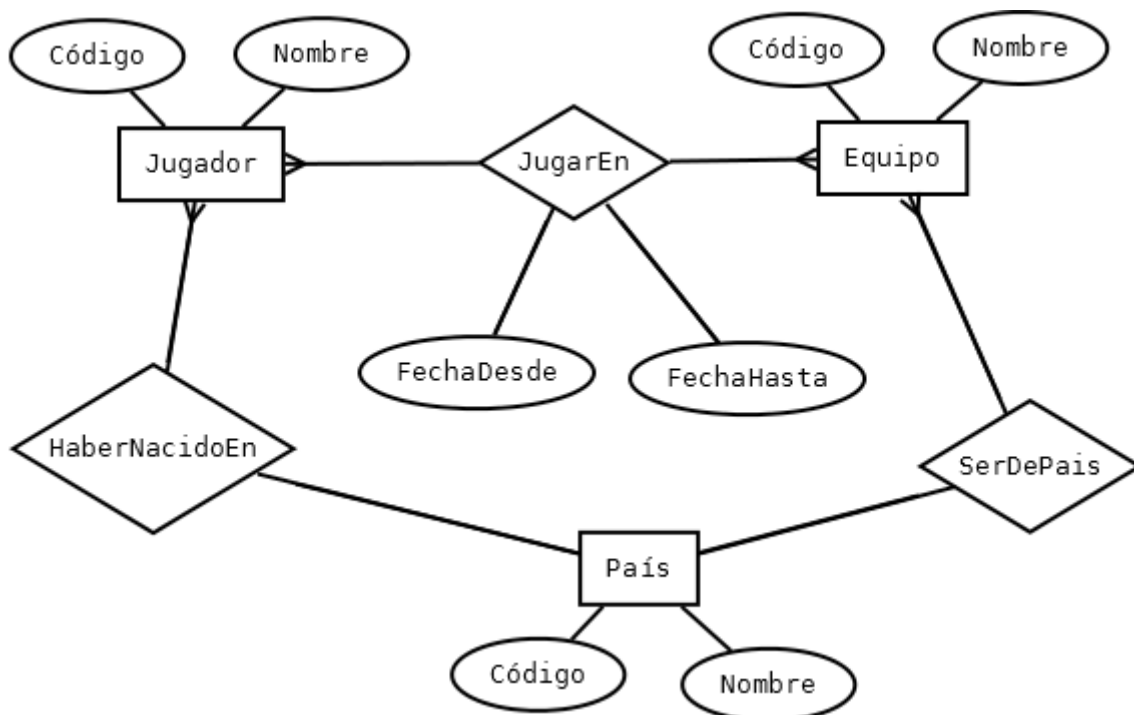 Código
Nombre
Código
Nombre
Jugador
JugarEn
Equipo
FechaDesde
FechaHasta
HaberNacidoEn
SerDePais
País
Código
Nombre